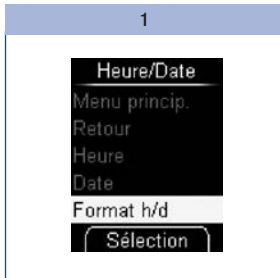 1
Heure/Date
Menu princip.
Retour
Heure
Date
Format h/d
Sélection